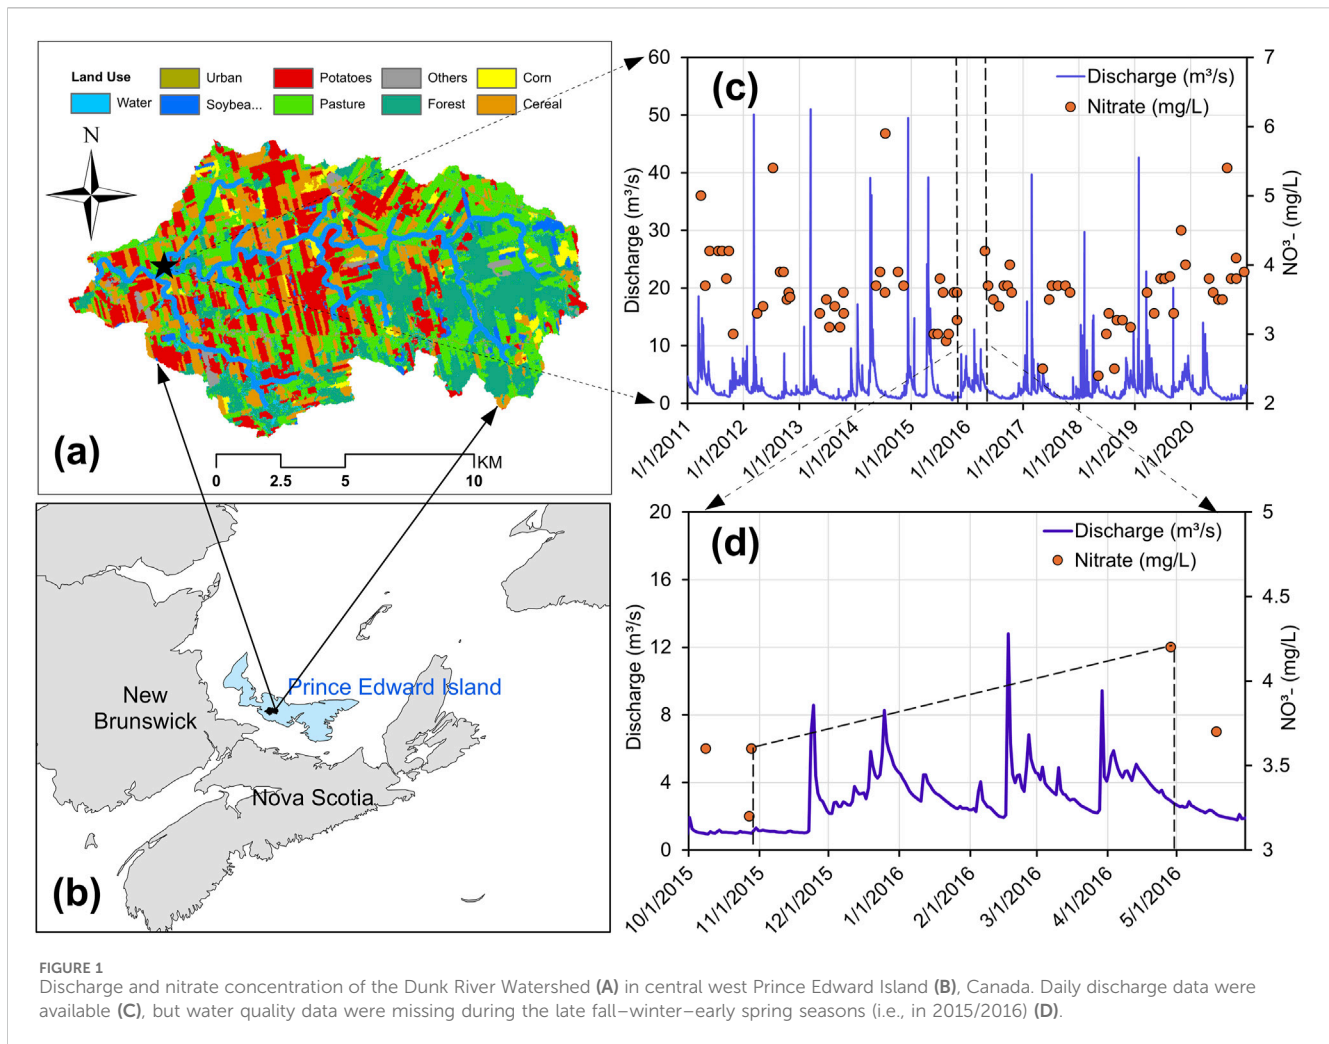 Land Use
Urban
Potatoes
Others
Corn
Water
Soybea...
Pasture
Forest
Cereal
N
(a)
KM
0
2.5
5
10
(b)
New
Brunswick
Prince Edward Island
Nova Scotia
(c)
Discharge (m³/s)
Nitrate (mg/L)
Discharge (m³/s)
60
50
40
30
20
10
0
NO³- (mg/L)
7
6
5
4
3
2
1/1/2011
1/1/2012
1/1/2013
1/1/2014
1/1/2015
1/1/2016
1/1/2017
1/1/2018
1/1/2019
1/1/2020
(d)
Discharge (m³/s)
Nitrate (mg/L)
Discharge (m³/s)
20
16
12
8
4
0
NO³- (mg/L)
5
4.5
4
3.5
3
10/1/2015
11/1/2015
12/1/2015
1/1/2016
2/1/2016
3/1/2016
4/1/2016
5/1/2016
FIGURE 1
Discharge and nitrate concentration of the Dunk River Watershed (A) in central west Prince Edward Island (B), Canada. Daily discharge data were
available (C), but water quality data were missing during the late fall–winter–early spring seasons (i.e., in 2015/2016) (D).